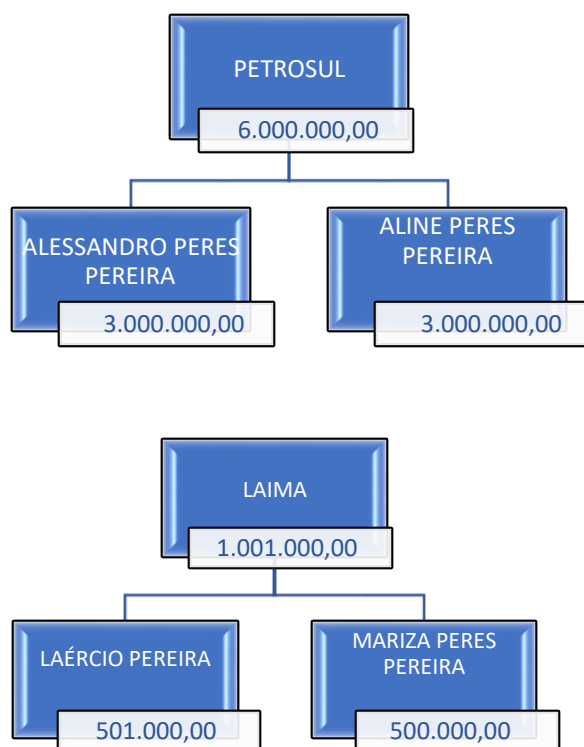 PETROSUL
6.000.000,00
ALESSANDRO PERES
PEREIRA
3.000.000,00
ALINE PERES
PEREIRA
3.000.000,00
LAIMA
1.001.000,00
LAÉRCIO PEREIRA
501.000,00
MARIZA PERES
PEREIRA
500.000,00